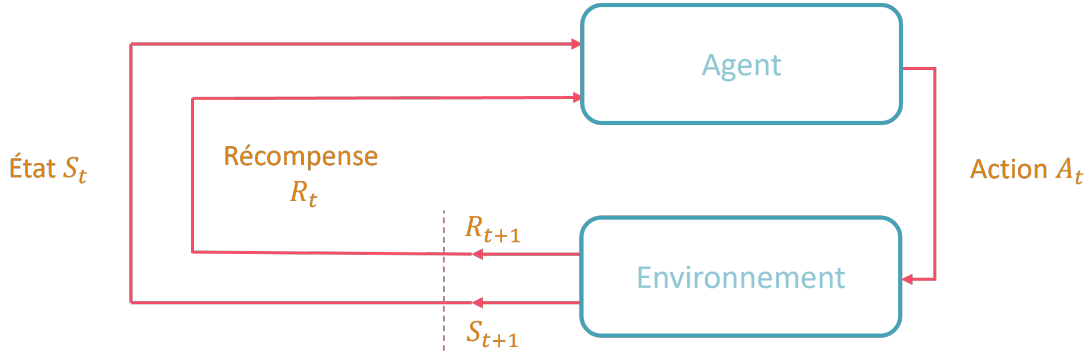 Agent
État S_t
Récompense
R_t
Action A_t
R_{t+1}
Environnement
S_{t+1}